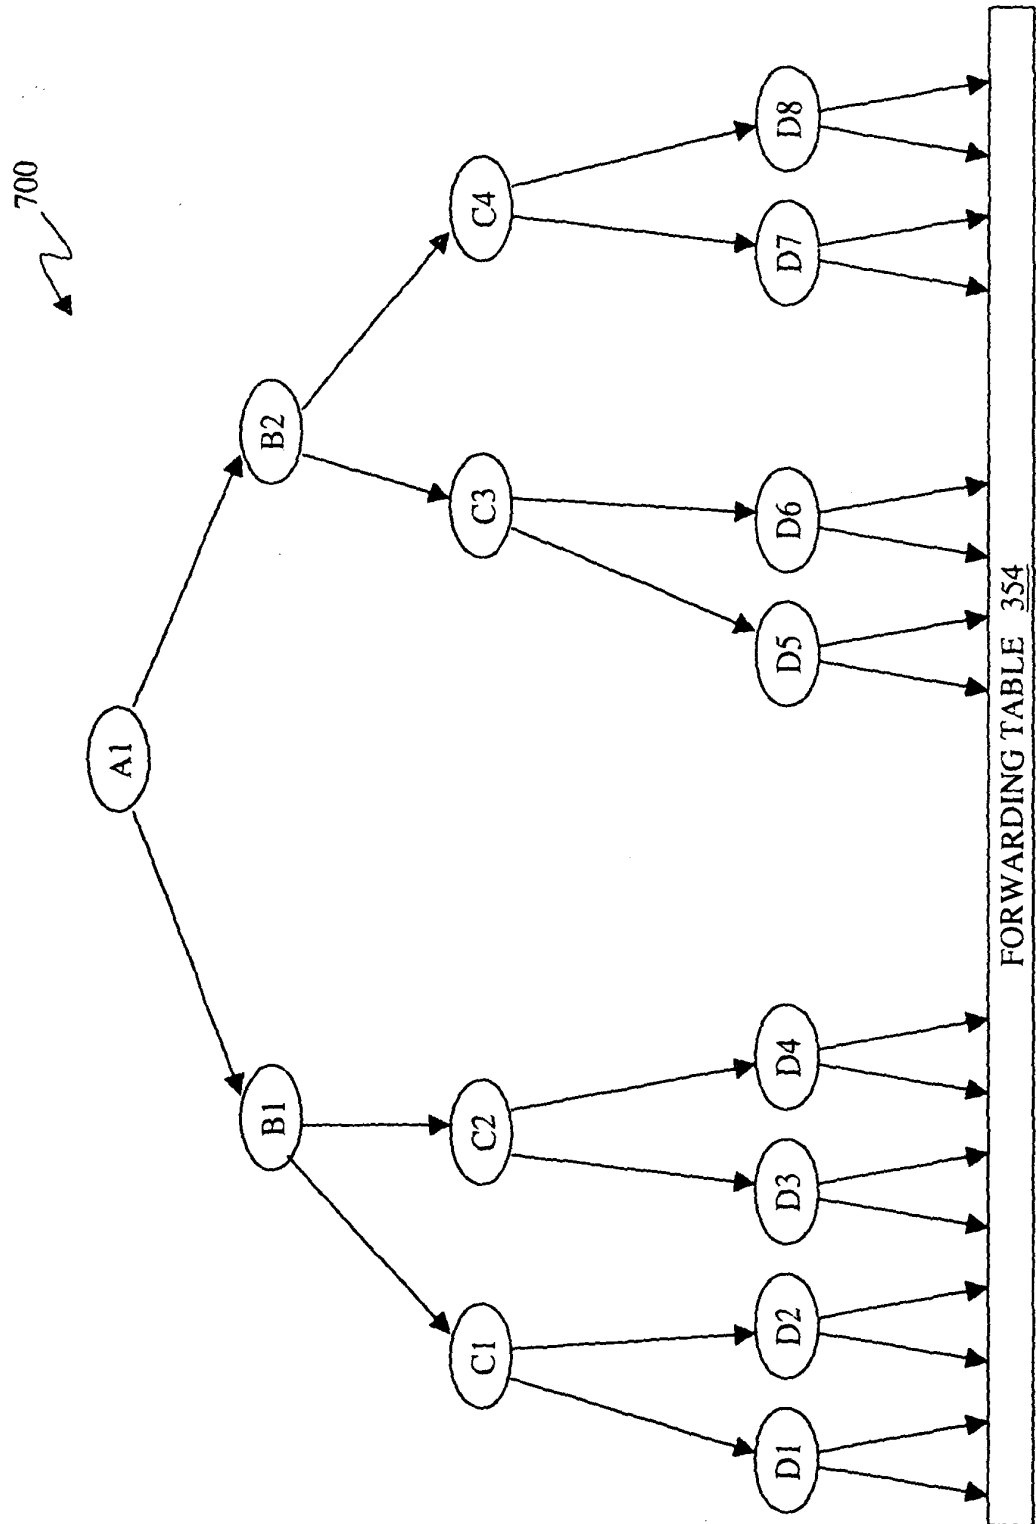 700
A1
B1
B2
C1
C2
C3
C4
D1
D2
D3
D4
D5
D6
D7
D8
FORWARDING TABLE 354